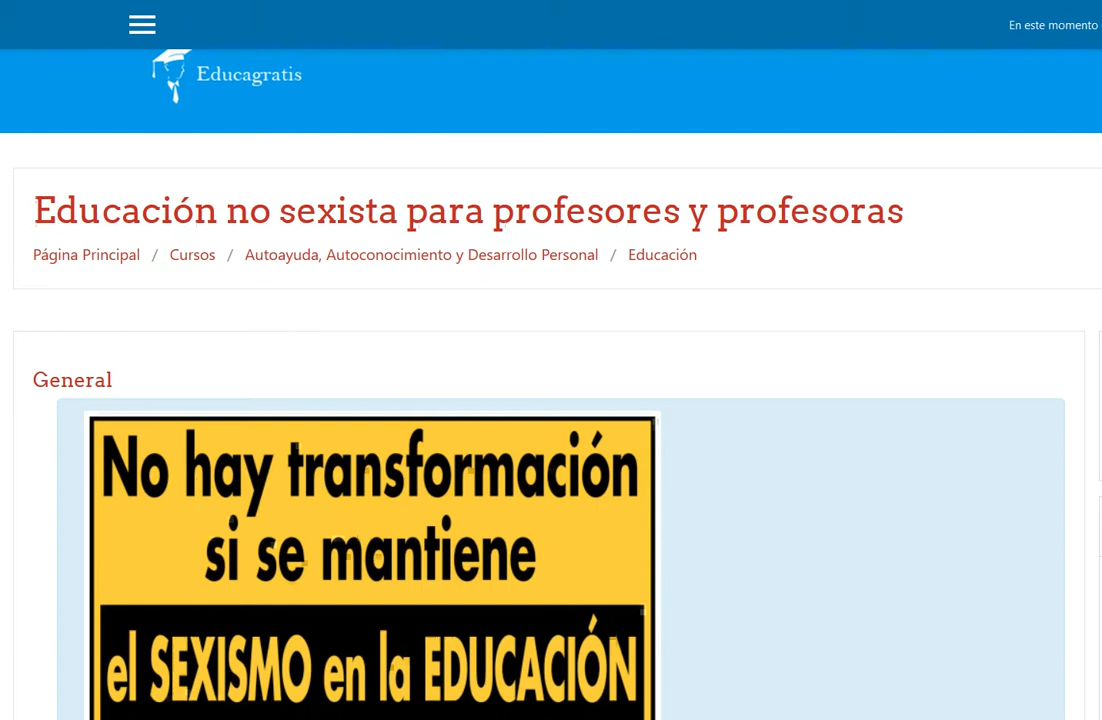 En este momento
Educagratis
Educación no sexista para profesores y profesoras
Página Principal / Cursos / Autoayuda, Autoconocimiento y Desarrollo Personal / Educación
General
No hay transformación
si se mantiene
el SEXISMO en la EDUCACIÓN